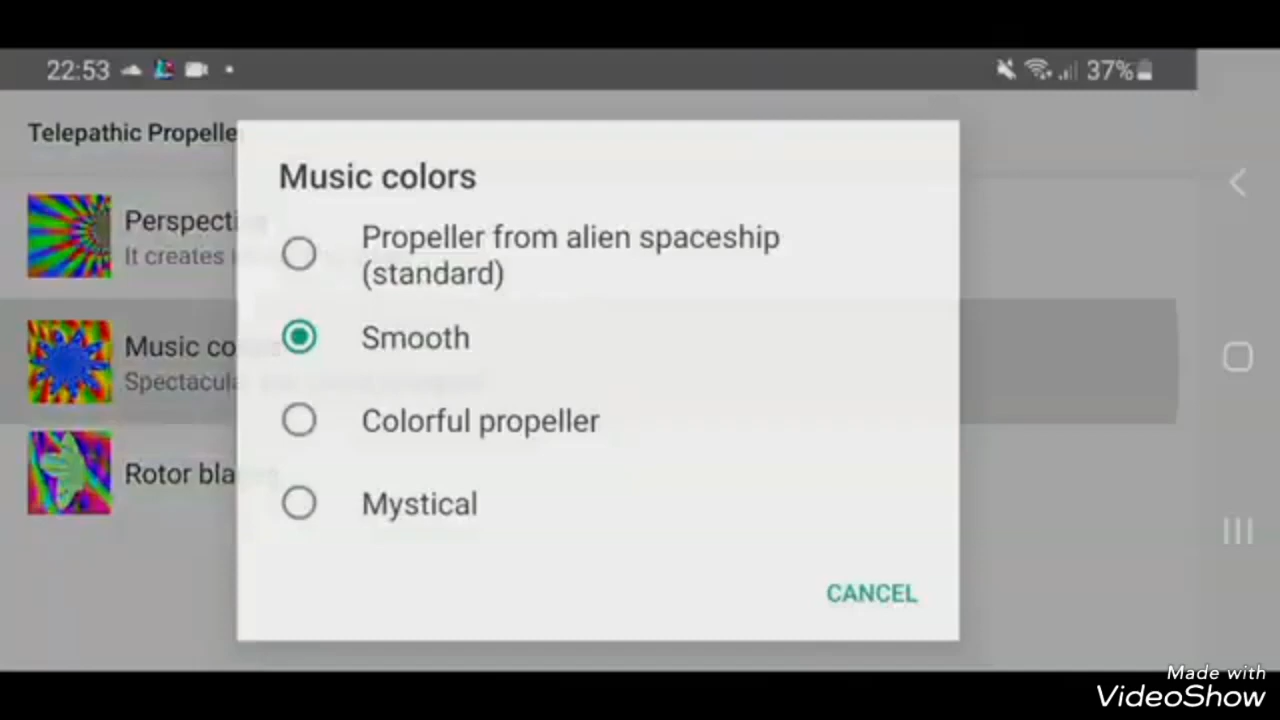 22:53
37%
Telepathic Propelle
Music colors
Perspecti
It creates
Propeller from alien spaceship
(standard)
Smooth
Music co
Spectacula
Colorful propeller
Rotor bla
Mystical
CANCEL
Made with
VideoShow